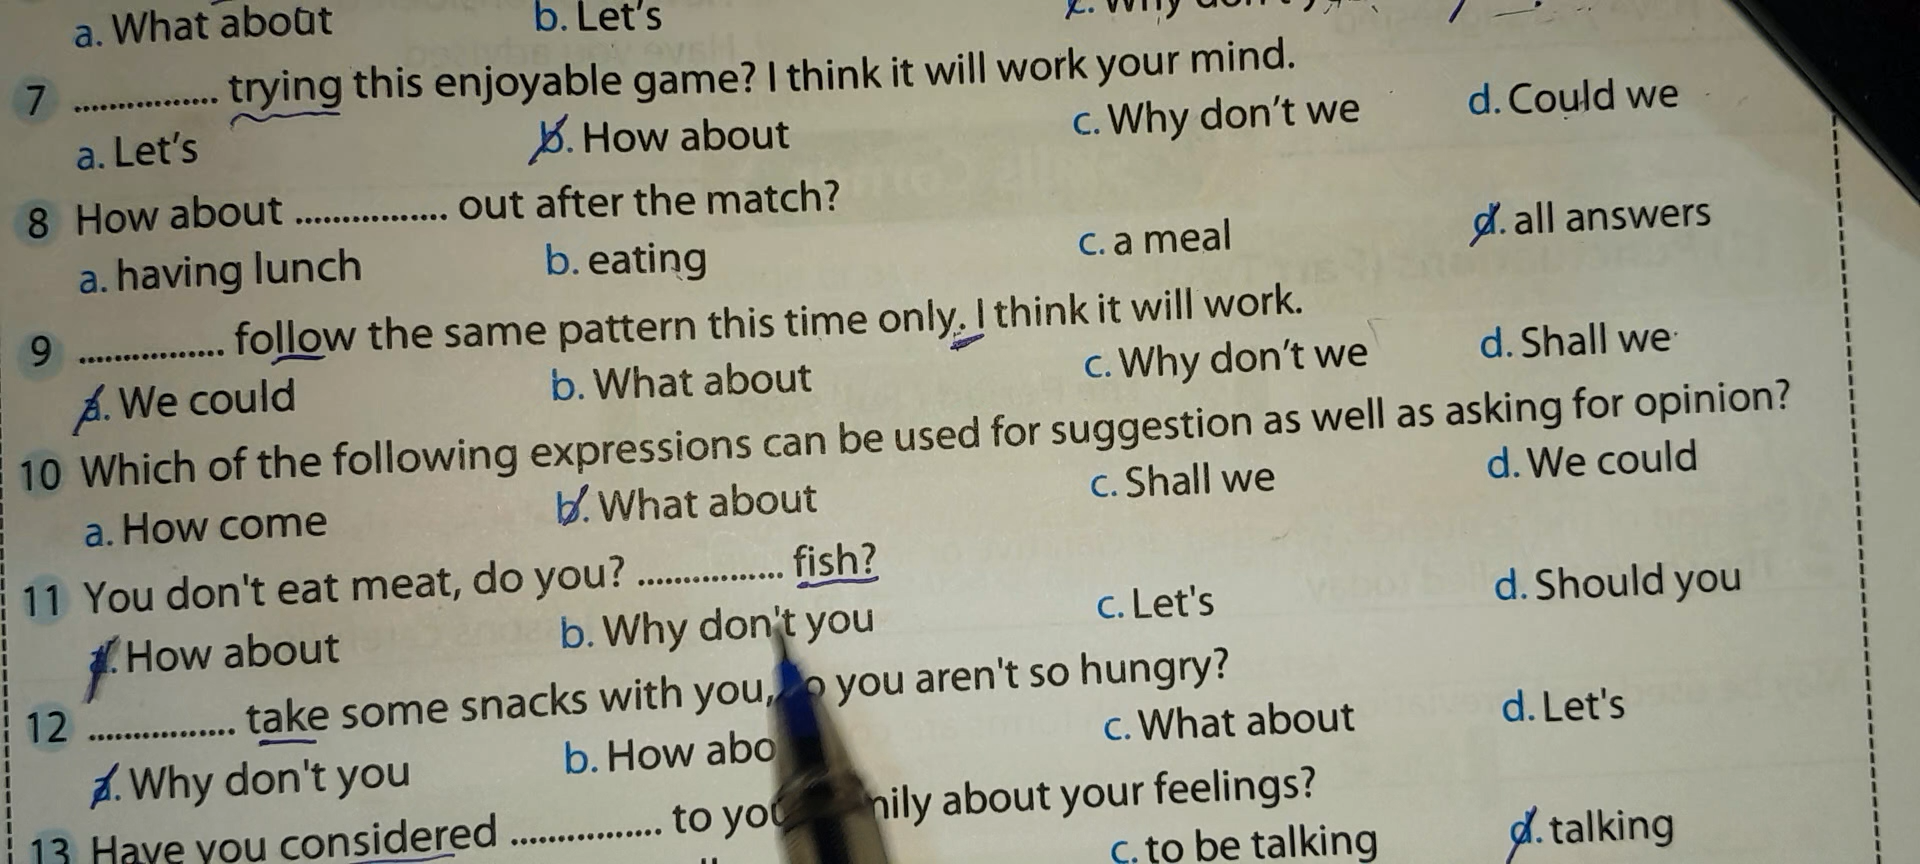 a. What about b. Let's
7 ................ trying this enjoyable game? I think it will work your mind.
a. Let's b. How about c. Why don't we d. Could we
8 How about ................ out after the match?
a. having lunch b. eating c. a meal d. all answers
9 ................ follow the same pattern this time only. I think it will work.
a. We could b. What about c. Why don't we d. Shall we
10 Which of the following expressions can be used for suggestion as well as asking for opinion?
a. How come b. What about c. Shall we d. We could
11 You don't eat meat, do you? ................ fish?
a. How about b. Why don't you c. Let's d. Should you
12 ................ take some snacks with you, you aren't so hungry?
a. Why don't you b. How c. What about d. Let's
13 Have you considered ................ to about your feelings?
c. to be talking d. talking